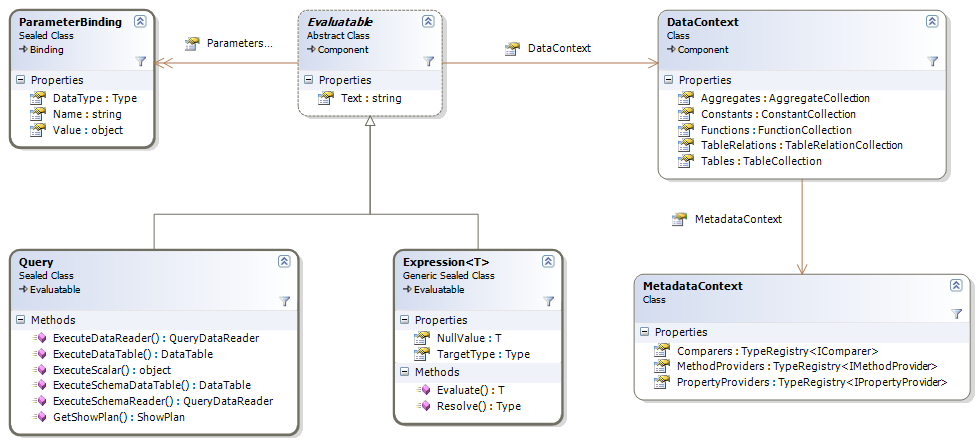 ParameterBinding
Sealed Class
Binding
Properties
DataType : Type
Name : string
Value : object
Parameters...
Evaluatable
Abstract Class
Component
Properties
Text : string
DataContext
DataContext
Class
Component
Properties
Aggregates : AggregateCollection
Constants : ConstantCollection
Functions : FunctionCollection
TableRelations : TableRelationCollection
Tables : TableCollection
MetadataContext
Query
Sealed Class
Evaluatable
Methods
ExecuteDataReader() : QueryDataReader
ExecuteDataTable() : DataTable
ExecuteScalar() : object
ExecuteSchemaDataTable() : DataTable
ExecuteSchemaReader() : QueryDataReader
GetShowPlan() : ShowPlan
Expression<T>
Generic Sealed Class
Evaluatable
Properties
NullValue : T
TargetType : Type
Methods
Evaluate() : T
Resolve() : Type
MetadataContext
Class
Properties
Comparers : TypeRegistry<IComparer>
MethodProviders : TypeRegistry<IMethodProvider>
PropertyProviders : TypeRegistry<IPropertyProvider>